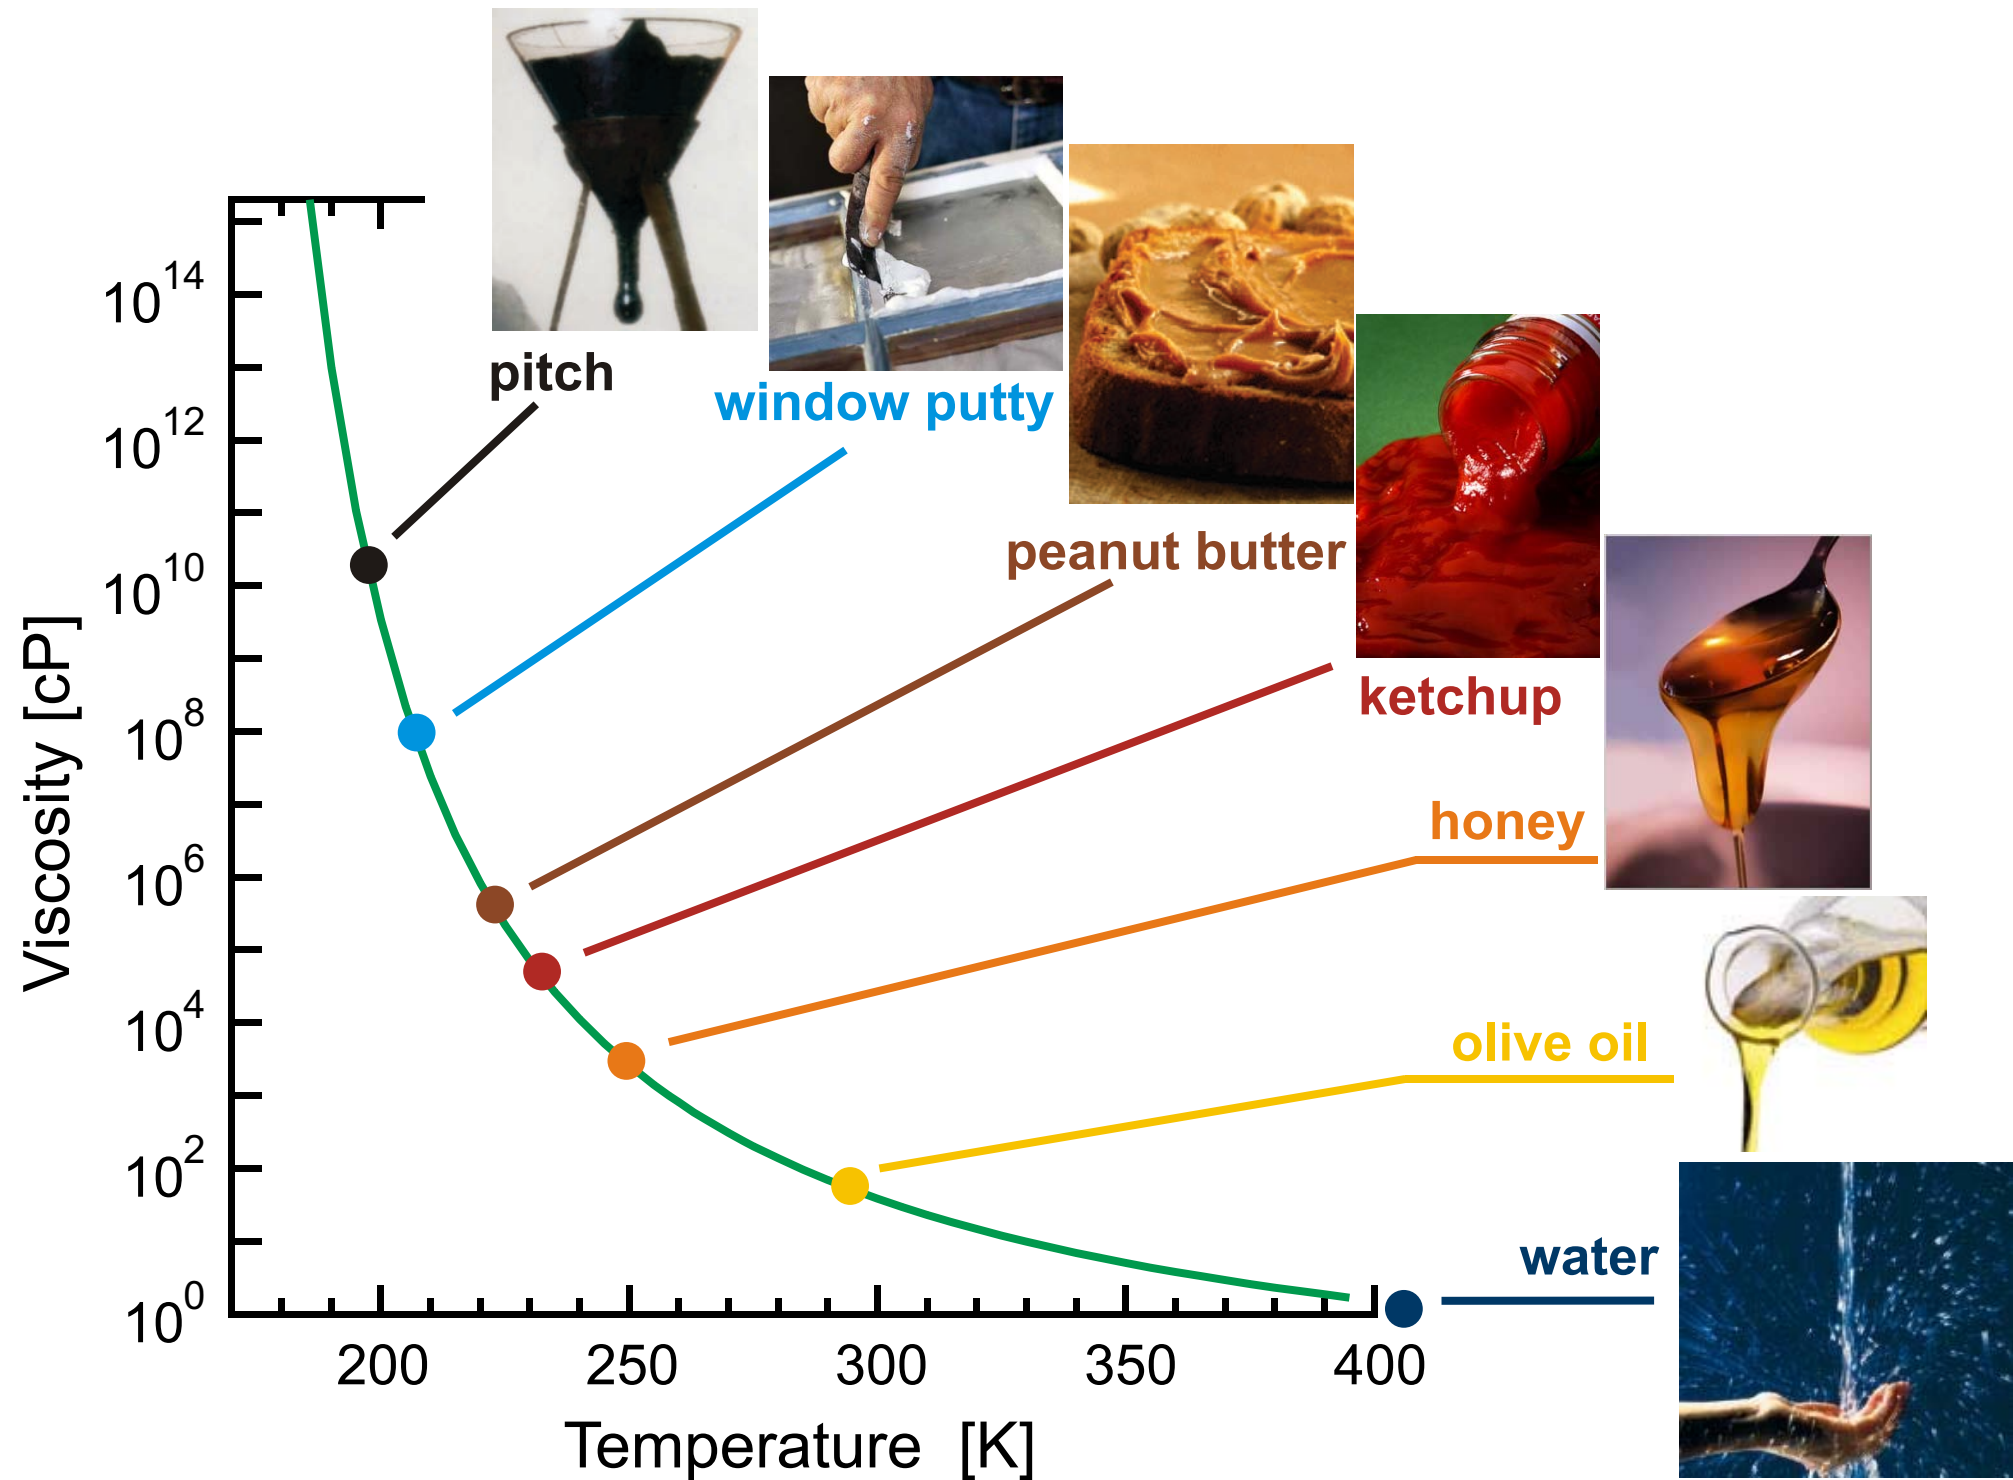 pitch
window putty
peanut butter
ketchup
honey
olive oil
water
Viscosity [cP]
10^14
10^12
10^10
10^8
10^6
10^4
10^2
10^0
200 250 300 350 400
Temperature [K]